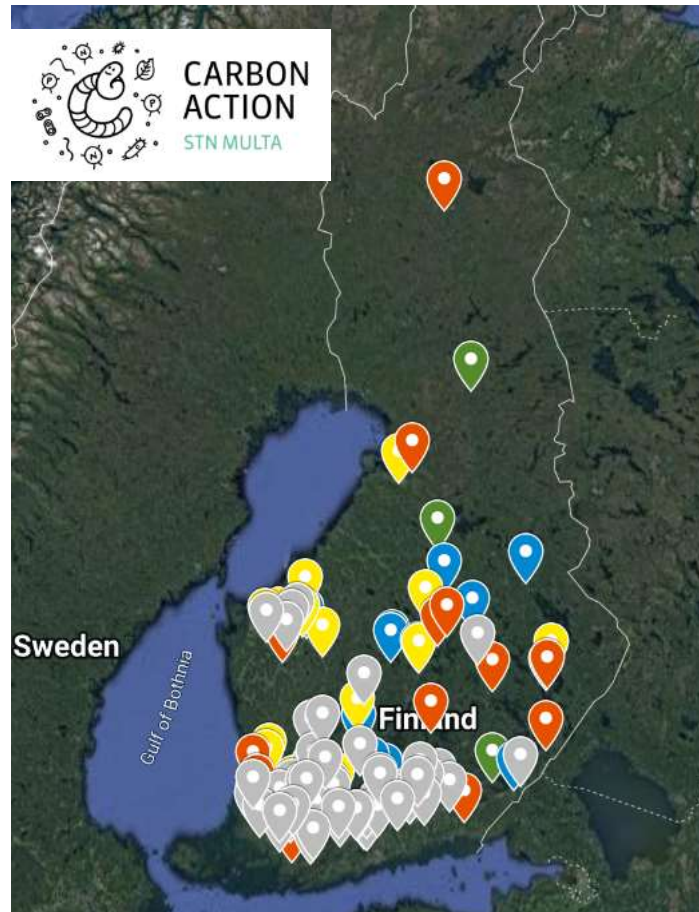 CARBON
ACTION
STN MULTA
N
P
P
N
Sweden
Gulf of Bothnia
Finland